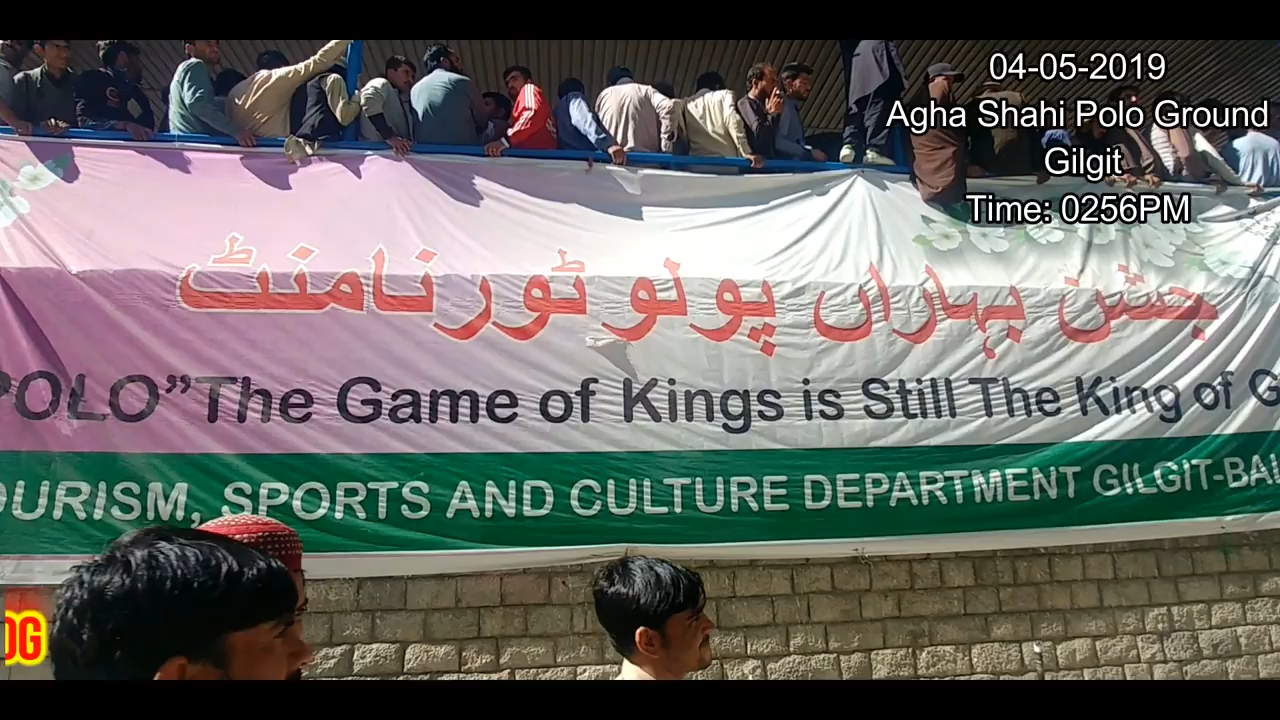 04-05-2019
Agha Shahi Polo Ground
Gilgit
Time: 0256PM
جشن بہاراں پولو ٹورنامنٹ
POLO”The Game of Kings is Still The King of G
OURISM, SPORTS AND CULTURE DEPARTMENT GILGIT-BAL
OG